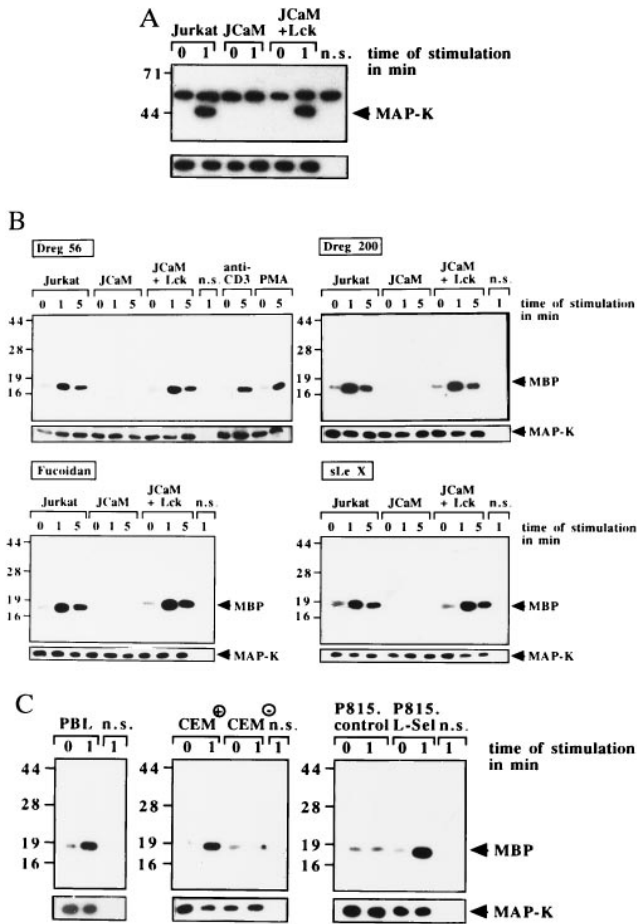 A
Jurkat JCaM JCaM +Lck n.s.
0 1 0 1 0 1
time of stimulation in min
71
44
MAP-K
B
Dreg 56
Jurkat JCaM JCaM + Lck n.s. anti-CD3 PMA
0 1 5 0 1 5 0 1 5 1 0 5 0 5
44
28
19
16
Dreg 200
Jurkat JCaM JCaM + Lck n.s.
0 1 5 0 1 5 0 1 5 1
time of stimulation in min
44
28
19
16
MBP
MAP-K
Fucoidan
Jurkat JCaM JCaM + Lck n.s.
0 1 5 0 1 5 0 1 5 1
time of stimulation in min
44
28
19
16
MBP
MAP-K
sLe X
Jurkat JCaM JCaM + Lck n.s.
0 1 5 0 1 5 0 1 5 1
time of stimulation in min
44
28
19
16
MBP
MAP-K
C
PBL n.s.
0 1 1
44
28
19
16
CEM + CEM - n.s.
0 1 0 1 1
44
28
19
16
P815. control P815. L-Sel n.s.
0 1 0 1 1
time of stimulation in min
44
28
19
16
MBP
MAP-K